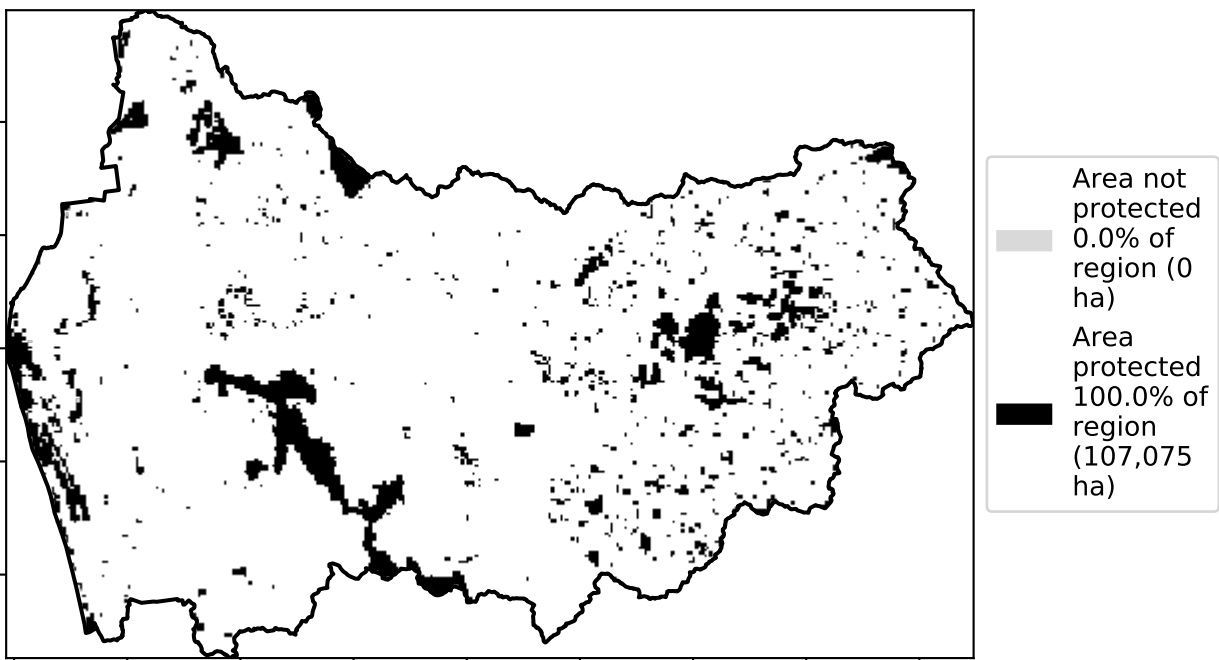 Area not
protected
0.0% of
region (0
ha)
Area
protected
100.0% of
region
(107,075
ha)